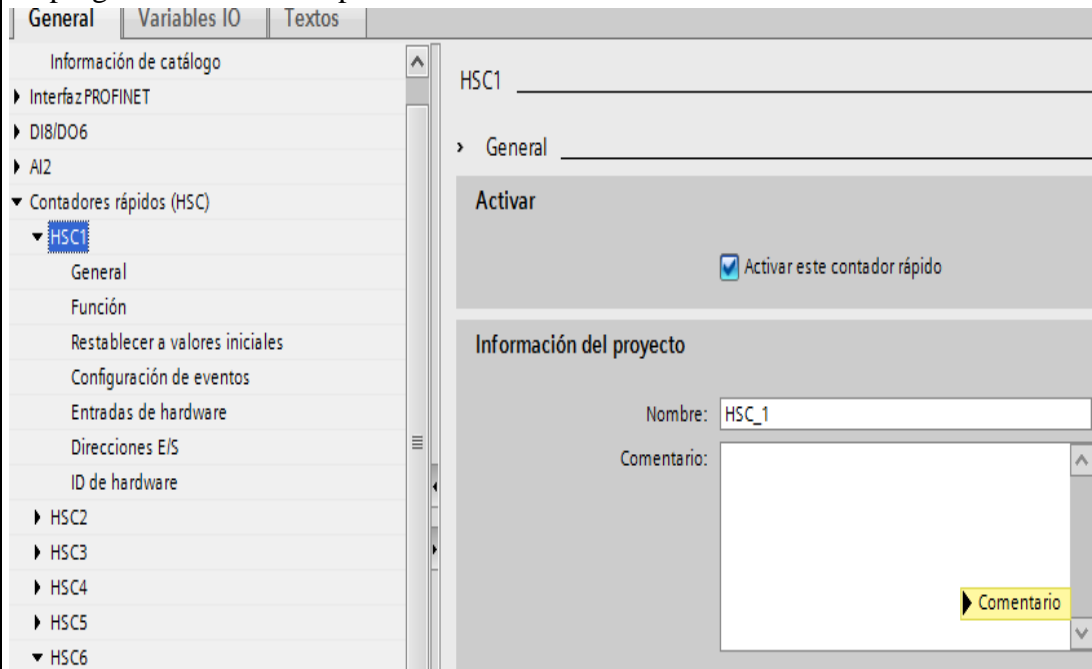 General Variables IO Textos
Información de catálogo
Interfaz PROFINET
DI8/DO6
AI2
Contadores rápidos (HSC)
HSC1
General
Función
Restablecer a valores iniciales
Configuración de eventos
Entradas de hardware
Direcciones E/S
ID de hardware
HSC2
HSC3
HSC4
HSC5
HSC6
HSC1
General
Activar
Activar este contador rápido
Información del proyecto
Nombre: HSC_1
Comentario:
Comentario